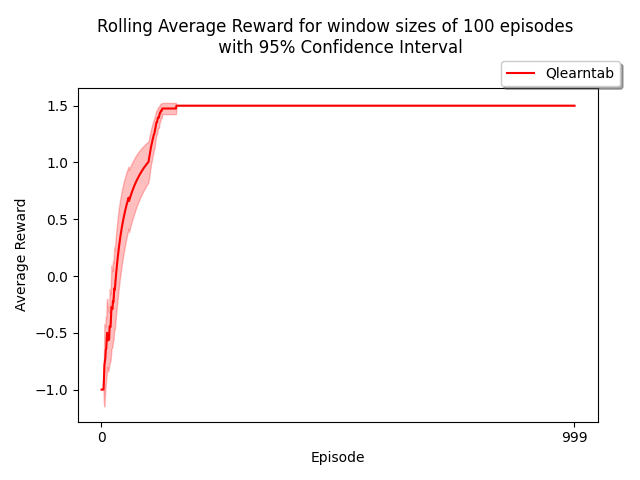 Rolling Average Reward for window sizes of 100 episodes
with 95% Confidence Interval
Qlearntab
1.5
1.0
0.5
0.0
−0.5
−1.0
Average Reward
0
999
Episode